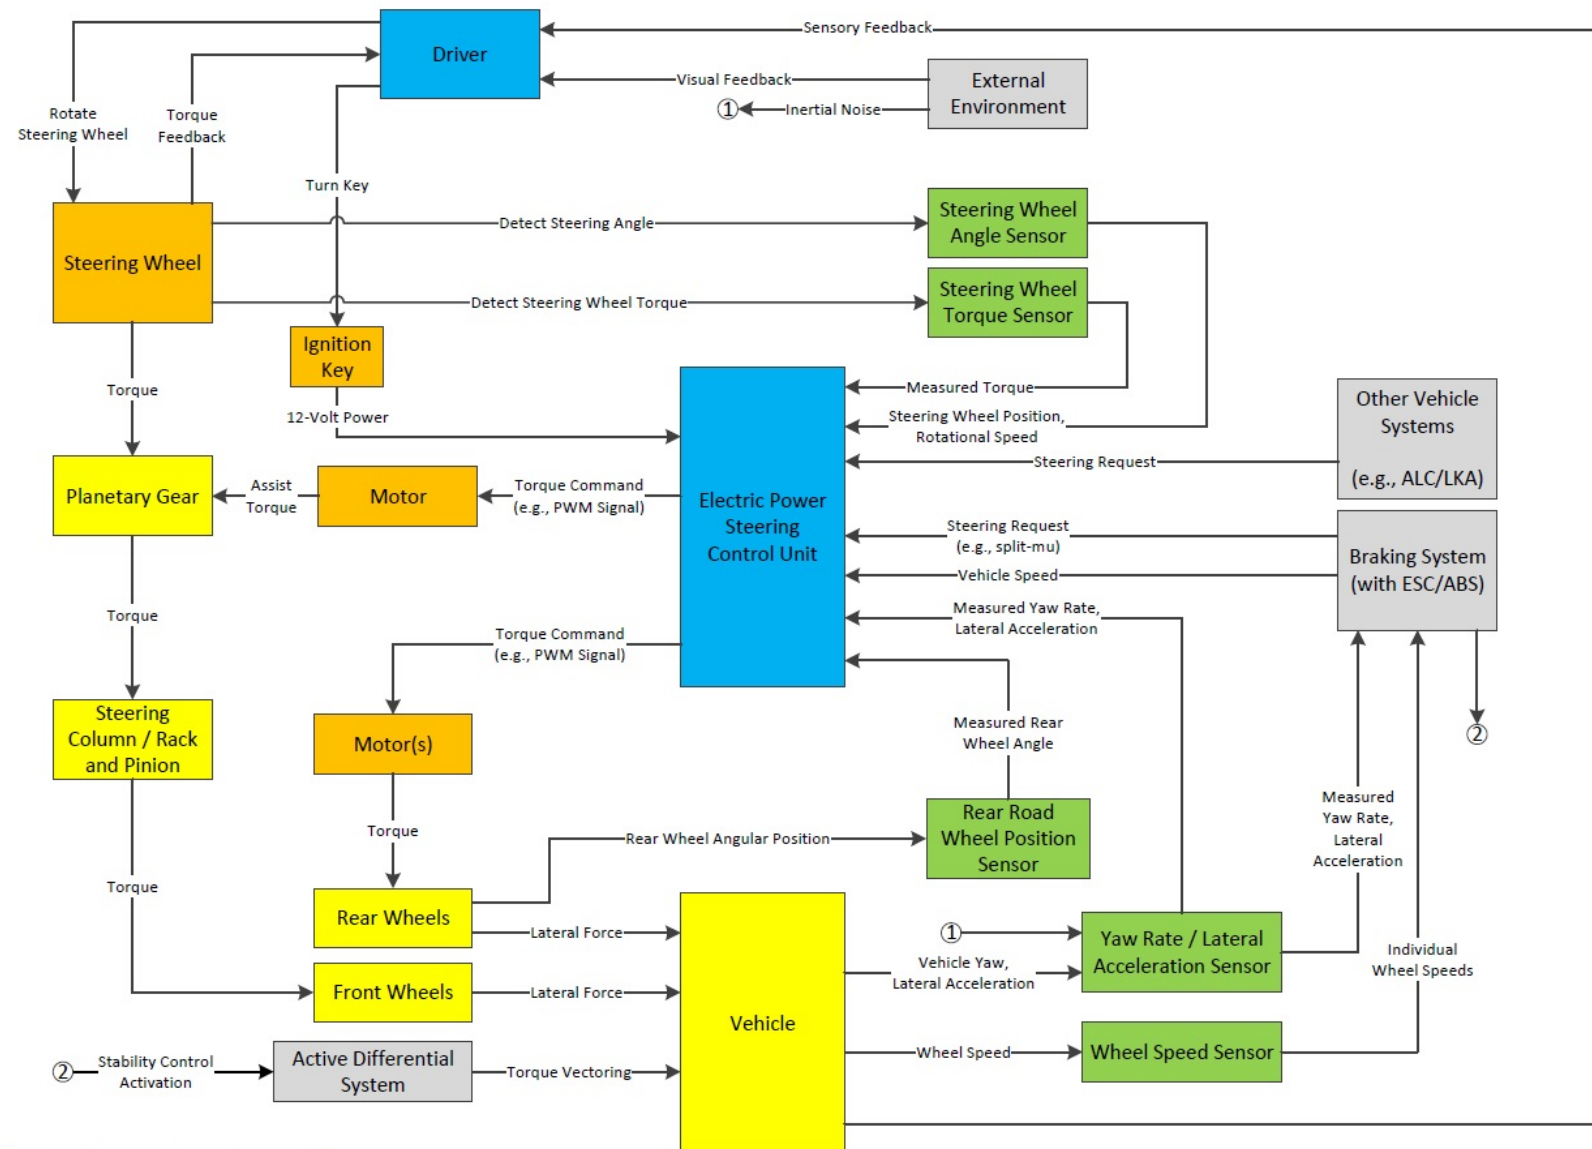 Sensory Feedback
Driver
Visual Feedback
External
Environment
① Inertial Noise
Rotate
Steering Wheel
Torque
Feedback
Turn Key
Steering Wheel
Detect Steering Angle
Steering Wheel
Angle Sensor
Detect Steering Wheel Torque
Steering Wheel
Torque Sensor
Ignition
Key
Torque
12-Volt Power
Measured Torque
Steering Wheel Position,
Rotational Speed
Other Vehicle
Systems
(e.g., ALC/LKA)
Steering Request
Planetary Gear
Assist
Torque
Motor
Torque Command
(e.g., PWM Signal)
Electric Power
Steering
Control Unit
Steering Request
(e.g., split-mu)
Vehicle Speed
Braking System
(with ESC/ABS)
Measured Yaw Rate,
Lateral Acceleration
Torque
Torque Command
(e.g., PWM Signal)
Steering
Column / Rack
and Pinion
Motor(s)
Measured Rear
Wheel Angle
②
Torque
Rear Wheel Angular Position
Rear Road
Wheel Position
Sensor
Measured
Yaw Rate,
Lateral
Acceleration
Torque
Rear Wheels
Lateral Force
①
Yaw Rate / Lateral
Acceleration Sensor
Vehicle Yaw,
Lateral Acceleration
Individual
Wheel Speeds
Front Wheels
Lateral Force
Vehicle
Wheel Speed
Wheel Speed Sensor
② Stability Control
Activation
Active Differential
System
Torque Vectoring